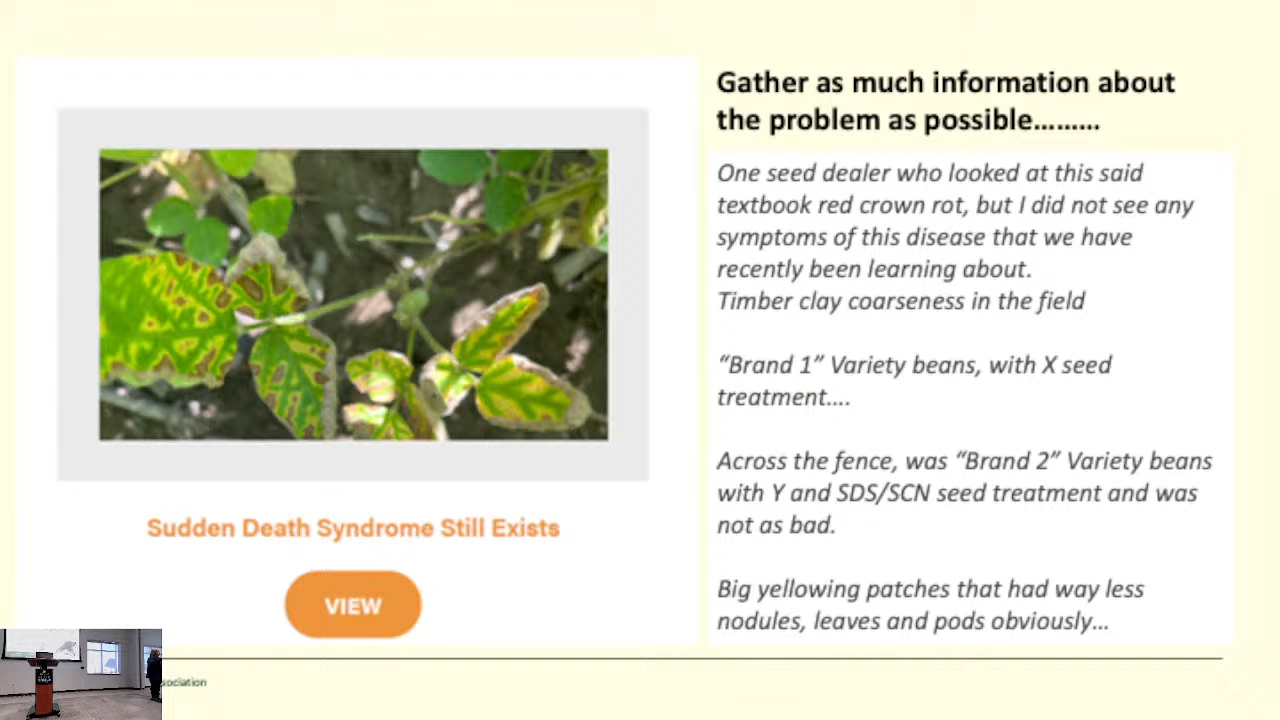 Gather as much information about
the problem as possible.........
One seed dealer who looked at this said
textbook red crown rot, but I did not see any
symptoms of this disease that we have
recently been learning about.
Timber clay coarseness in the field
“Brand 1” Variety beans, with X seed
treatment....
Across the fence, was “Brand 2” Variety beans
with Y and SDS/SCN seed treatment and was
not as bad.
Big yellowing patches that had way less
nodules, leaves and pods obviously...
Sudden Death Syndrome Still Exists
VIEW
sociation